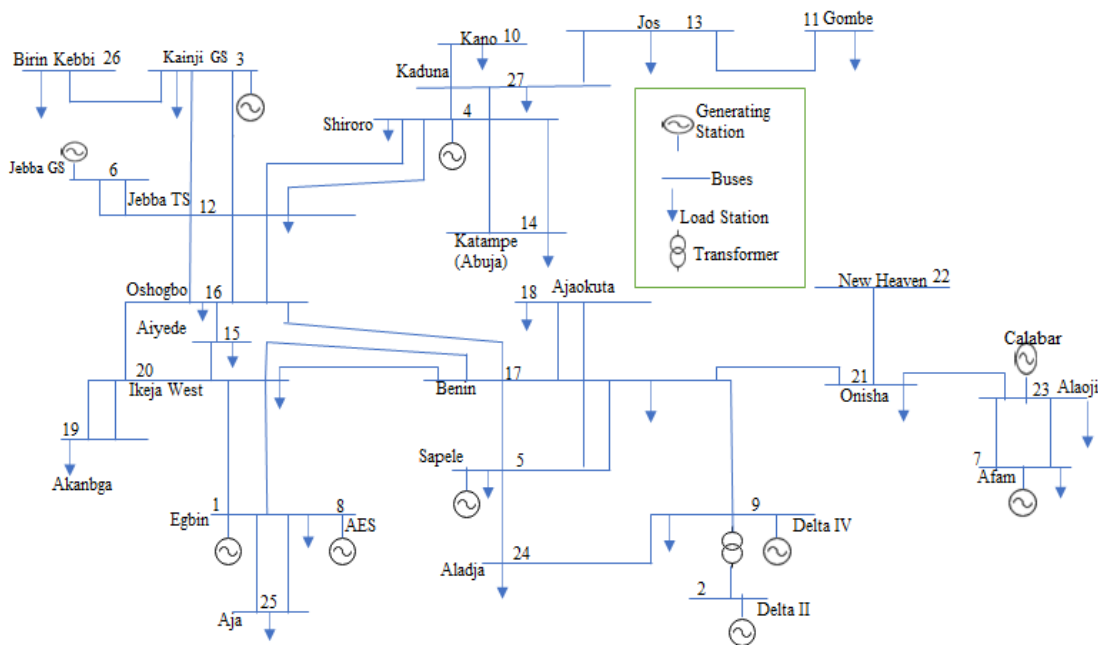 Birin Kebbi 26
Kainji GS 3
Kano 10
Jos 13
11 Gombe
Kaduna
27
Shiroro
4
Generating
Station
Jebba GS
6
Jebba TS
12
Buses
Load Station
Transformer
14
Katampe
(Abuja)
Oshogbo 16
18 Ajaokuta
New Heaven 22
Aiyede
15
Calabar
20
Ikeja West
Benin 17
21
Onisha
23 Alaoji
19
Akanbga
Sapele 5
7
Afam
1
Egbin
8
AES
9
Delta IV
24
Aladja
2
Delta II
25
Aja